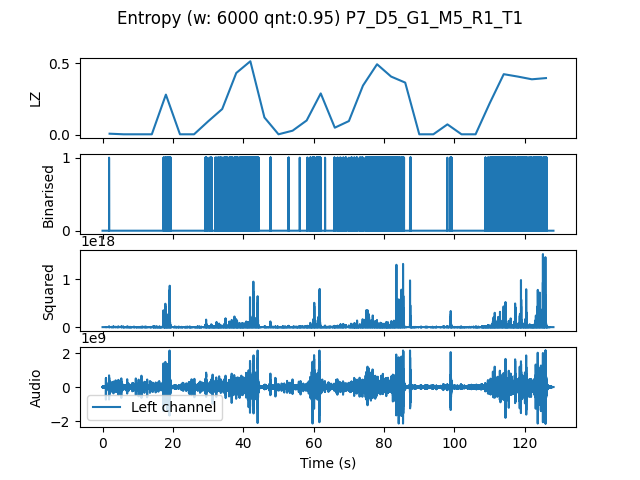 Entropy (w: 6000 qnt:0.95) P7_D5_G1_M5_R1_T1
0.5
0.0
LZ
1
0
Binarised
1e18
1
0
Squared
1e9
2
0
−2
Audio
Left channel
0 20 40 60 80 100 120
Time (s)